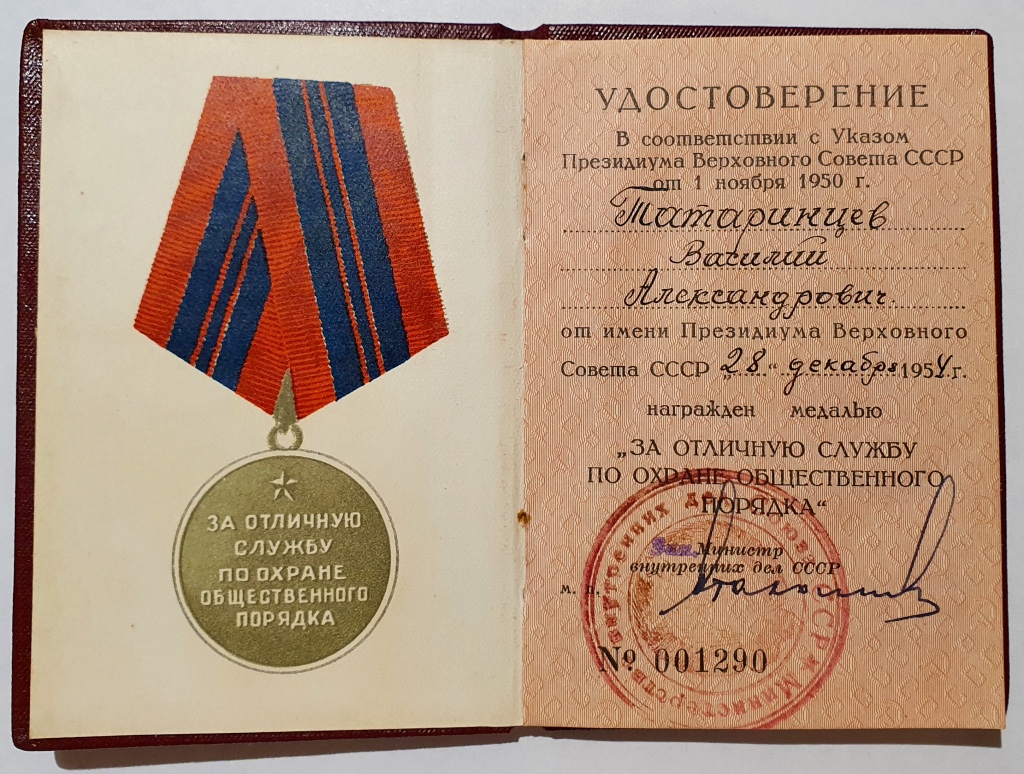 ЗА ОТЛИЧНУЮ
СЛУЖБУ
ПО ОХРАНЕ
ОБЩЕСТВЕННОГО
ПОРЯДКА
УДОСТОВЕРЕНИЕ
В соответствии с Указом
Президиума Верховного Совета СССР
от 1 ноября 1950 г.
Татаринцев
Василий
Александрович
от имени Президиума Верховного
Совета СССР „28“ декабря 1954 г.
награжден медалью
„ЗА ОТЛИЧНУЮ СЛУЖБУ
ПО ОХРАНЕ ОБЩЕСТВЕННОГО
ПОРЯДКА“
Зам. Министр
внутренних дел СССР
м. п.
№ 001290